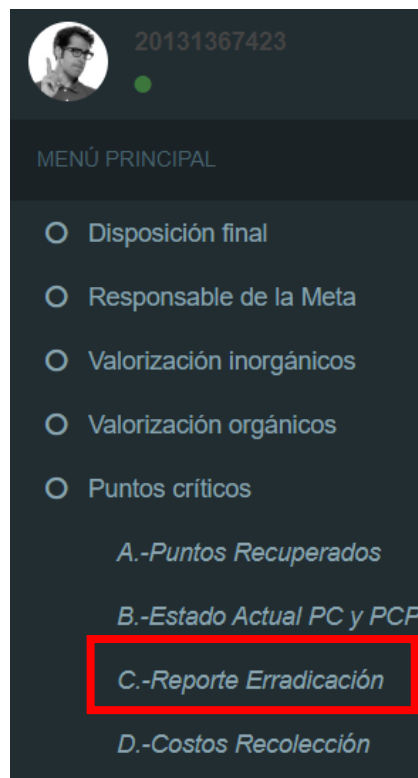 20131367423
MENÚ PRINCIPAL
Disposición final
Responsable de la Meta
Valorización inorgánicos
Valorización orgánicos
Puntos críticos
A.-Puntos Recuperados
B.-Estado Actual PC y PCP
C.-Reporte Erradicación
D.-Costos Recolección